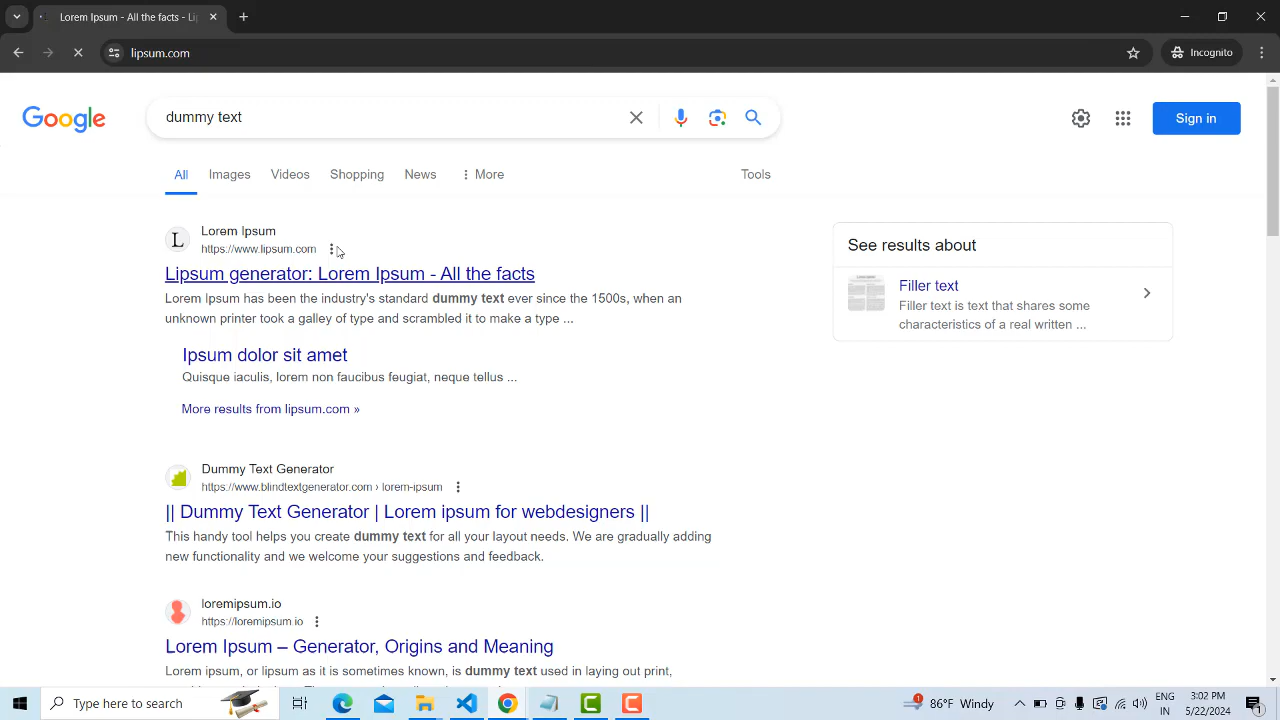 Lorem Ipsum - All the facts - Li
lipsum.com
Incognito
Google
dummy text
Sign in
All
Images
Videos
Shopping
News
More
Tools
L
Lorem Ipsum
https://www.lipsum.com
Lipsum generator: Lorem Ipsum - All the facts
Lorem Ipsum has been the industry's standard dummy text ever since the 1500s, when an
unknown printer took a galley of type and scrambled it to make a type ...
Ipsum dolor sit amet
Quisque iaculis, lorem non faucibus feugiat, neque tellus ...
More results from lipsum.com »
See results about
Filler text
Filler text is text that shares some
characteristics of a real written ...
Dummy Text Generator
https://www.blindtextgenerator.com › lorem-ipsum
|| Dummy Text Generator | Lorem ipsum for webdesigners ||
This handy tool helps you create dummy text for all your layout needs. We are gradually adding
new functionality and we welcome your suggestions and feedback.
loremipsum.io
https://loremipsum.io
Lorem Ipsum – Generator, Origins and Meaning
Lorem ipsum, or lipsum as it is sometimes known, is dummy text used in laying out print,
Type here to search
1
86°F Windy
ENG
IN
3:02 PM
5/22/2024
1